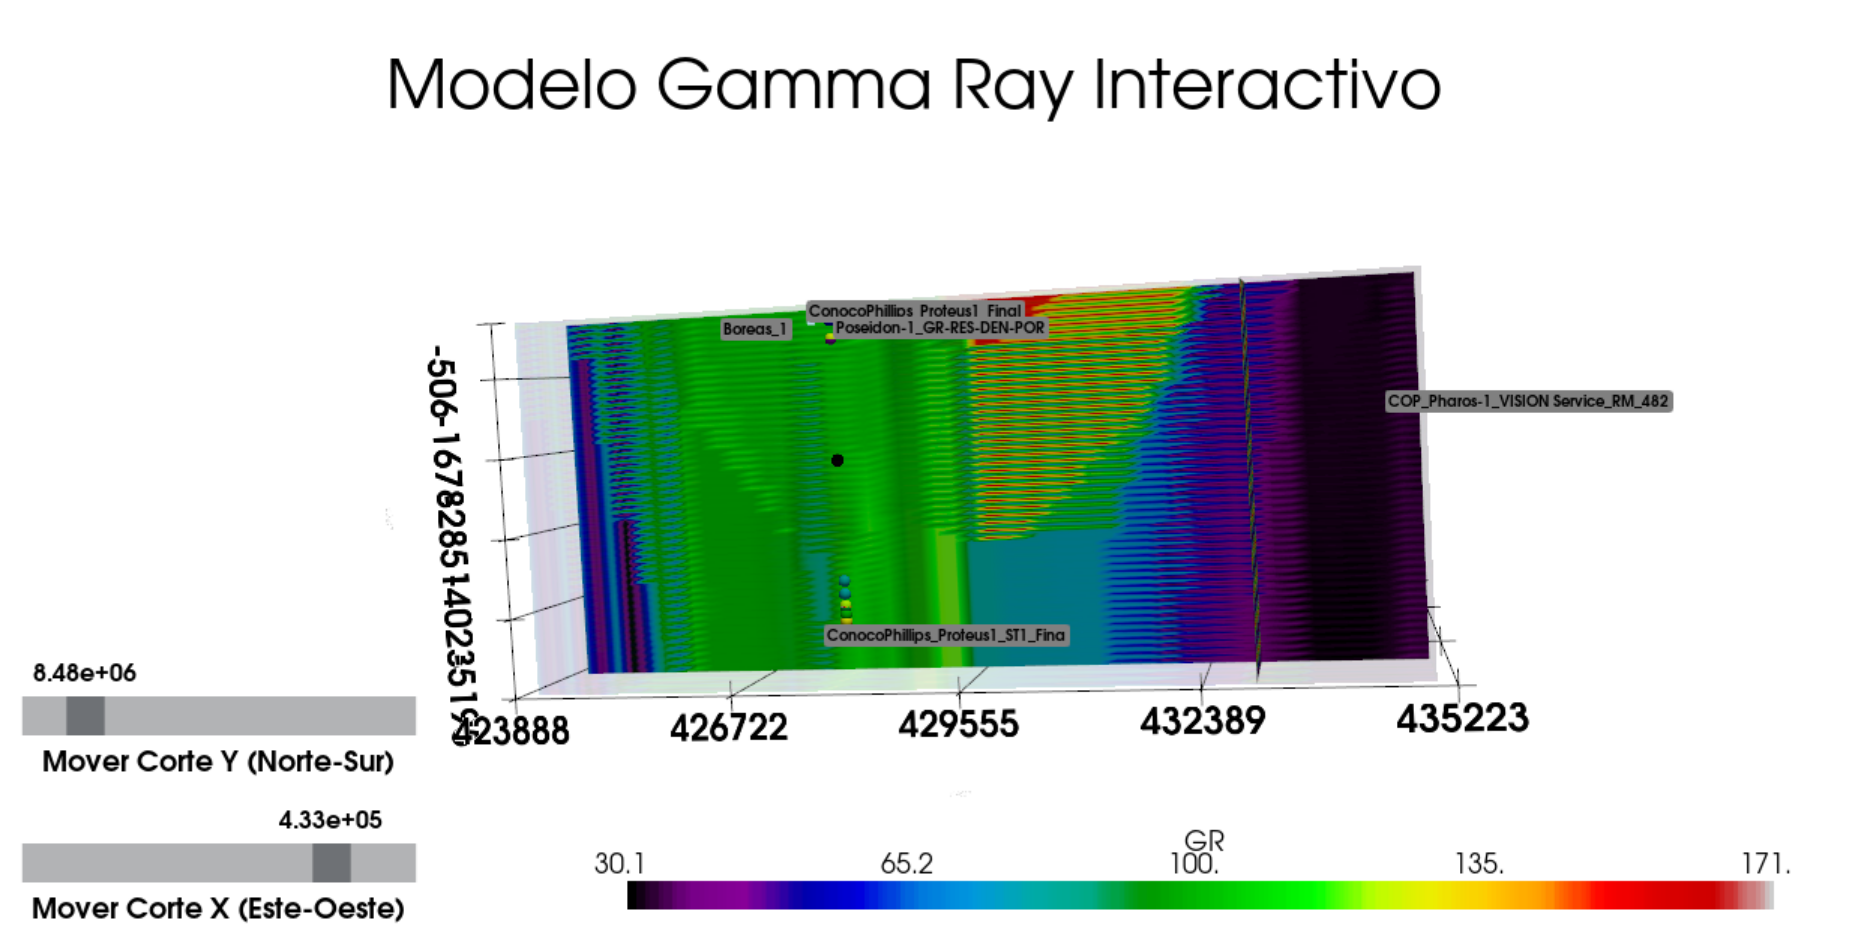 Modelo Gamma Ray Interactivo
ConocoPhillips_Proteus1_Final
Boreas_1
Poseidon-1_GR-RES-DEN-POR
COP_Pharos-1_VISION Service_RM_482
ConocoPhillips_Proteus1_ST1_Fina
-506
423888
426722
429555
432389
435223
8.48e+06
Mover Corte Y (Norte-Sur)
4.33e+05
Mover Corte X (Este-Oeste)
GR
30.1
65.2
100.
135.
171.